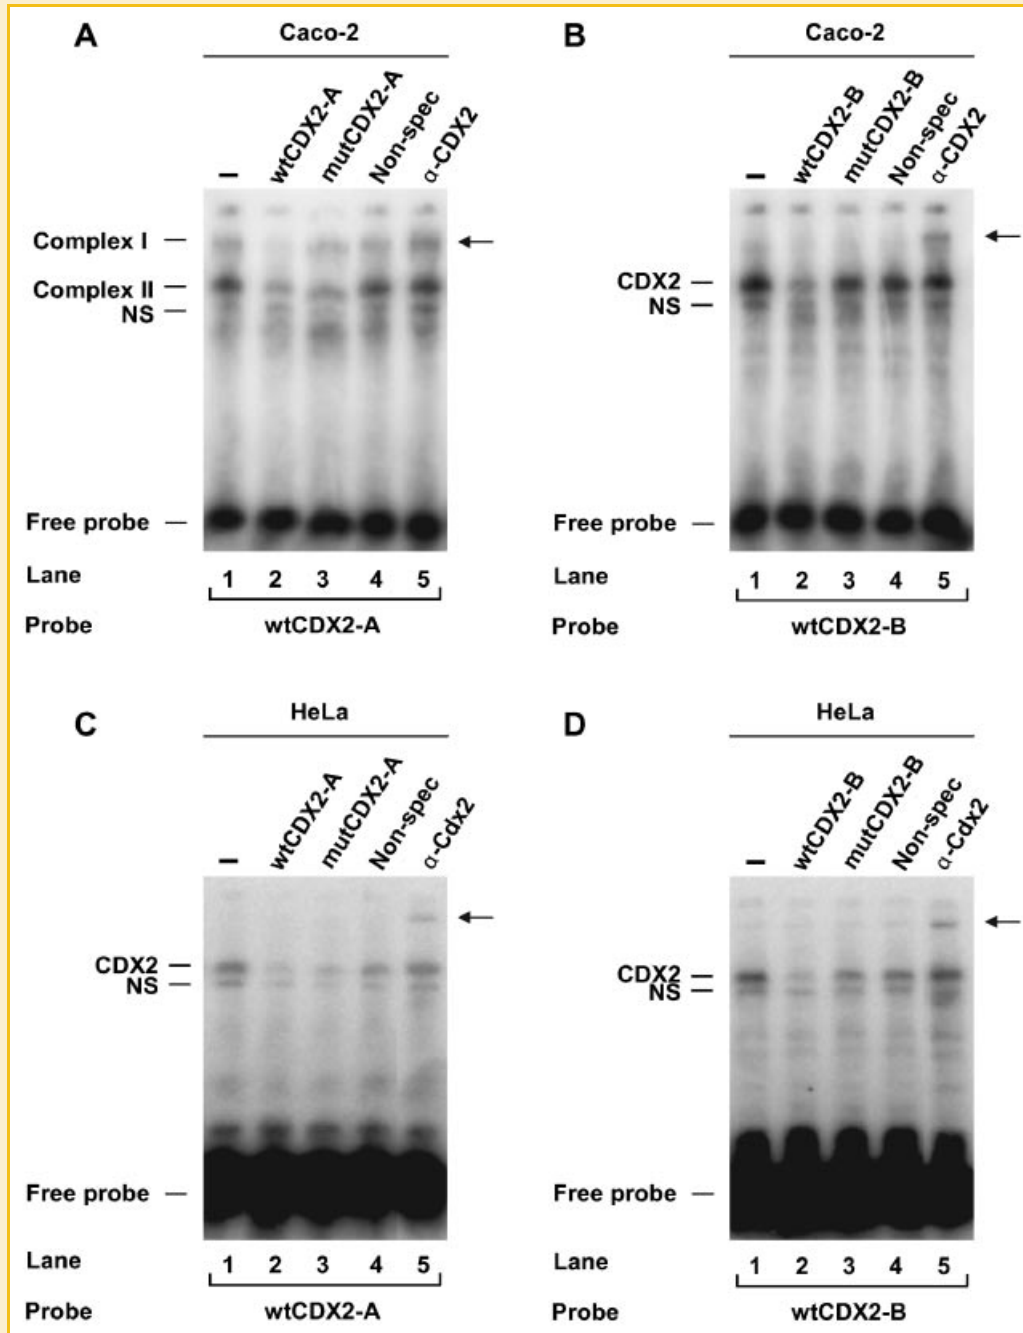 A
Caco-2
– wtCDX2-A mutCDX2-A Non-spec α-CDX2
Complex I
Complex II
NS
Free probe
Lane 1 2 3 4 5
Probe wtCDX2-A
B
Caco-2
– wtCDX2-B mutCDX2-B Non-spec α-CDX2
CDX2
NS
Free probe
Lane 1 2 3 4 5
Probe wtCDX2-B
C
HeLa
– wtCDX2-A mutCDX2-A Non-spec α-Cdx2
CDX2
NS
Free probe
Lane 1 2 3 4 5
Probe wtCDX2-A
D
HeLa
– wtCDX2-B mutCDX2-B Non-spec α-Cdx2
CDX2
NS
Free probe
Lane 1 2 3 4 5
Probe wtCDX2-B